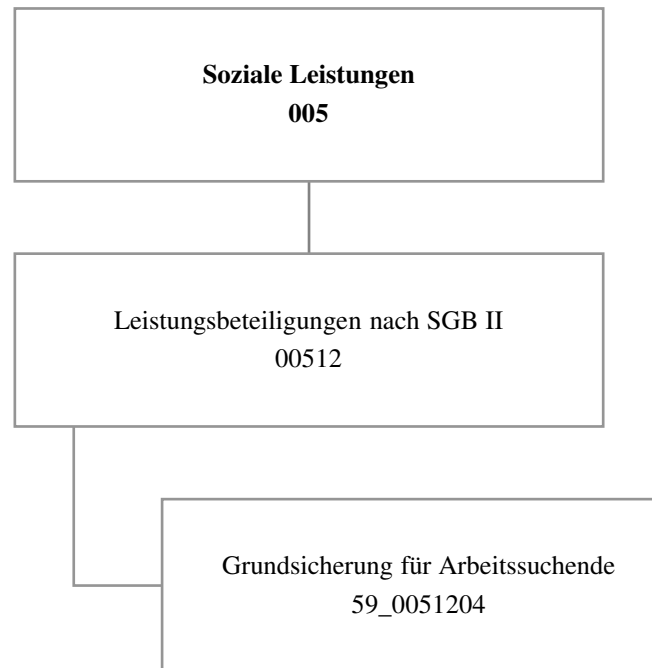 Soziale Leistungen
005
Leistungsbeteiligungen nach SGB II
00512
Grundsicherung für Arbeitssuchende
59_0051204